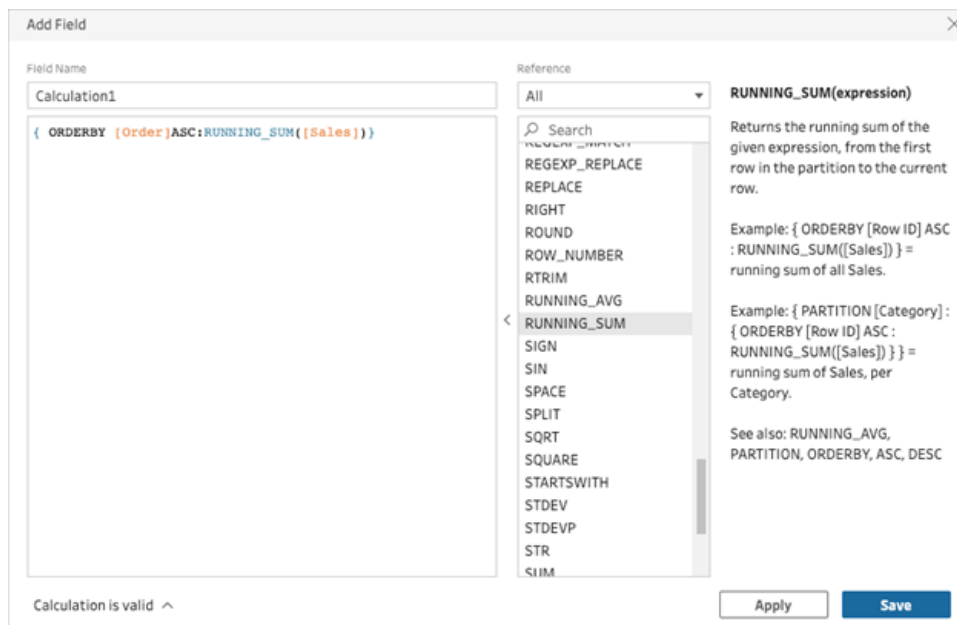 Add Field
Field Name
Calculation1
{ ORDERBY [Order]ASC:RUNNING_SUM([Sales])}
Reference
All
Search
REGEXP_MATCH
REGEXP_REPLACE
REPLACE
RIGHT
ROUND
ROW_NUMBER
RTRIM
RUNNING_AVG
RUNNING_SUM
SIGN
SIN
SPACE
SPLIT
SQRT
SQUARE
STARTSWITH
STDEV
STDEVP
STR
SUM
RUNNING_SUM(expression)
Returns the running sum of the
given expression, from the first
row in the partition to the current
row.
Example: { ORDERBY [Row ID] ASC
: RUNNING_SUM([Sales]) } =
running sum of all Sales.
Example: { PARTITION [Category] :
{ ORDERBY [Row ID] ASC :
RUNNING_SUM([Sales]) } } =
running sum of Sales, per
Category.
See also: RUNNING_AVG,
PARTITION, ORDERBY, ASC, DESC
Calculation is valid
Apply
Save